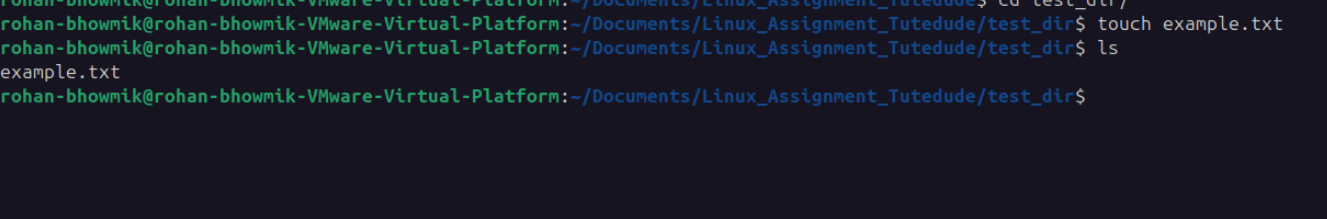 rohan-bhowmik@rohan-bhowmik-VMware-Virtual-Platform:~/Documents/Linux_Assignment_Tutedude$ cd test_dir/
rohan-bhowmik@rohan-bhowmik-VMware-Virtual-Platform:~/Documents/Linux_Assignment_Tutedude/test_dir$ touch example.txt
rohan-bhowmik@rohan-bhowmik-VMware-Virtual-Platform:~/Documents/Linux_Assignment_Tutedude/test_dir$ ls
example.txt
rohan-bhowmik@rohan-bhowmik-VMware-Virtual-Platform:~/Documents/Linux_Assignment_Tutedude/test_dir$